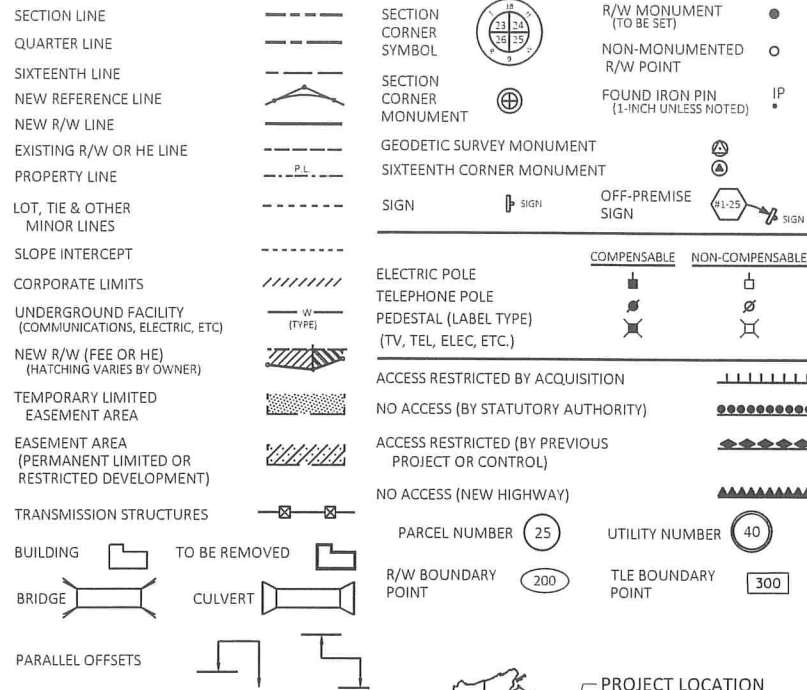 SECTION LINE
QUARTER LINE
SIXTEENTH LINE
NEW REFERENCE LINE
NEW R/W LINE
EXISTING R/W OR HE LINE
PROPERTY LINE
P.L.
LOT, TIE & OTHER
MINOR LINES
SLOPE INTERCEPT
CORPORATE LIMITS
UNDERGROUND FACILITY
(COMMUNICATIONS, ELECTRIC, ETC)
W
(TYPE)
NEW R/W (FEE OR HE)
(HATCHING VARIES BY OWNER)
TEMPORARY LIMITED
EASEMENT AREA
EASEMENT AREA
(PERMANENT LIMITED OR
RESTRICTED DEVELOPMENT)
TRANSMISSION STRUCTURES
BUILDING
TO BE REMOVED
BRIDGE
CULVERT
PARALLEL OFFSETS
SECTION
CORNER
SYMBOL
18
23 24
26 25
9
SECTION
CORNER
MONUMENT
R/W MONUMENT
(TO BE SET)
NON-MONUMENTED
R/W POINT
FOUND IRON PIN
(1-INCH UNLESS NOTED)
IP
GEODETIC SURVEY MONUMENT
SIXTEENTH CORNER MONUMENT
SIGN
SIGN
OFF-PREMISE
SIGN
#1-25
SIGN
COMPENSABLE
NON-COMPENSABLE
ELECTRIC POLE
TELEPHONE POLE
PEDESTAL (LABEL TYPE)
(TV, TEL, ELEC, ETC.)
ACCESS RESTRICTED BY ACQUISITION
NO ACCESS (BY STATUTORY AUTHORITY)
ACCESS RESTRICTED (BY PREVIOUS
PROJECT OR CONTROL)
NO ACCESS (NEW HIGHWAY)
PARCEL NUMBER
25
UTILITY NUMBER
40
R/W BOUNDARY
POINT
200
TLE BOUNDARY
POINT
300
PROJECT LOCATION